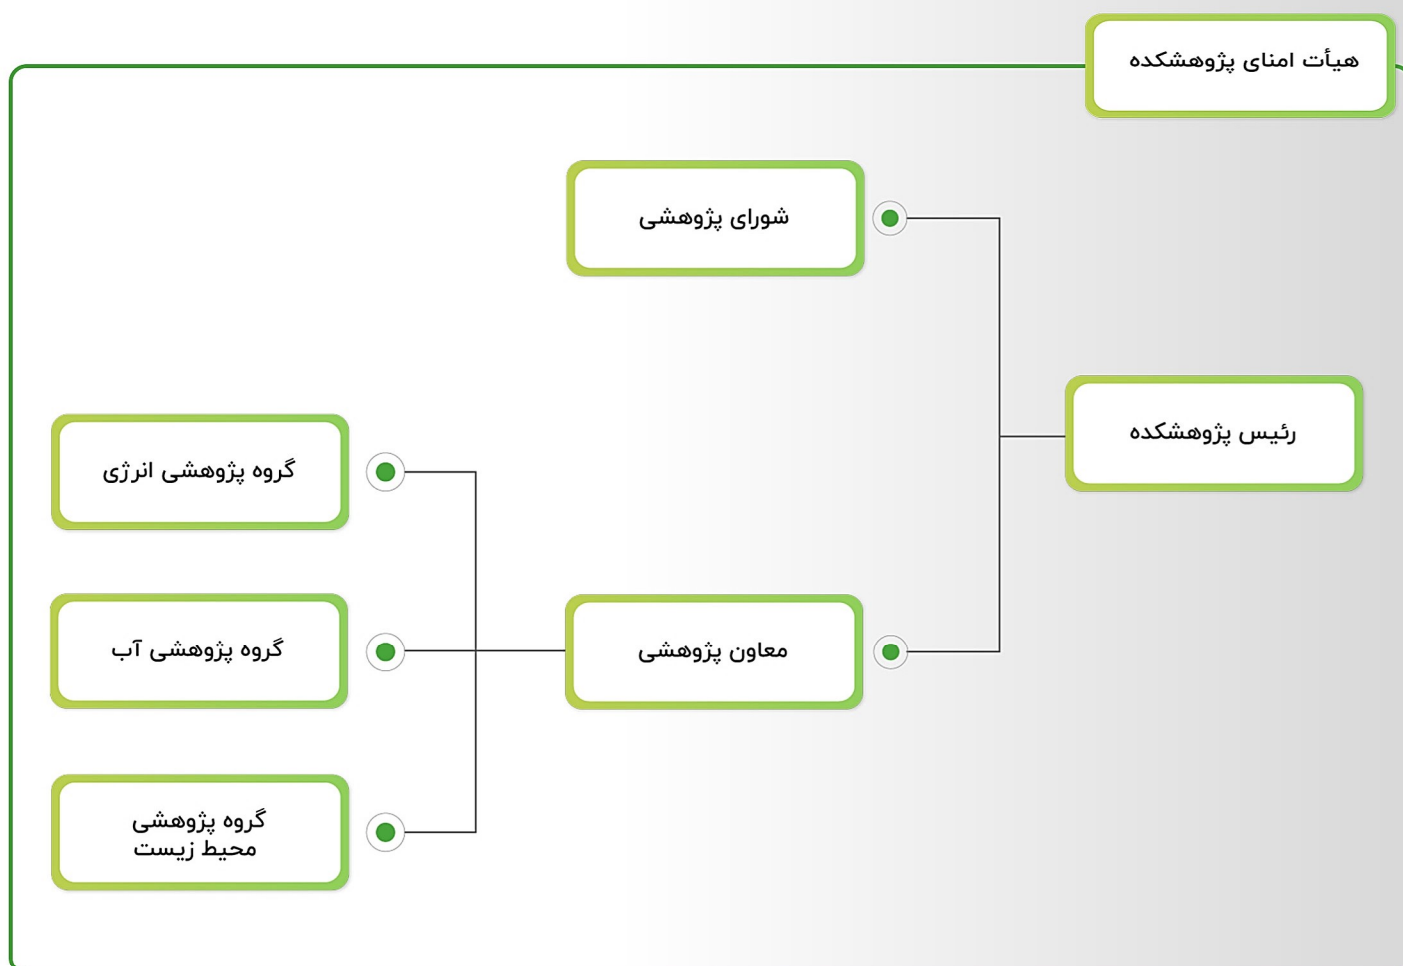 هیأت امنای پژوهشکده
شورای پژوهشی
رئیس پژوهشکده
گروه پژوهشی انرژی
معاون پژوهشی
گروه پژوهشی آب
گروه پژوهشی
محیط زیست